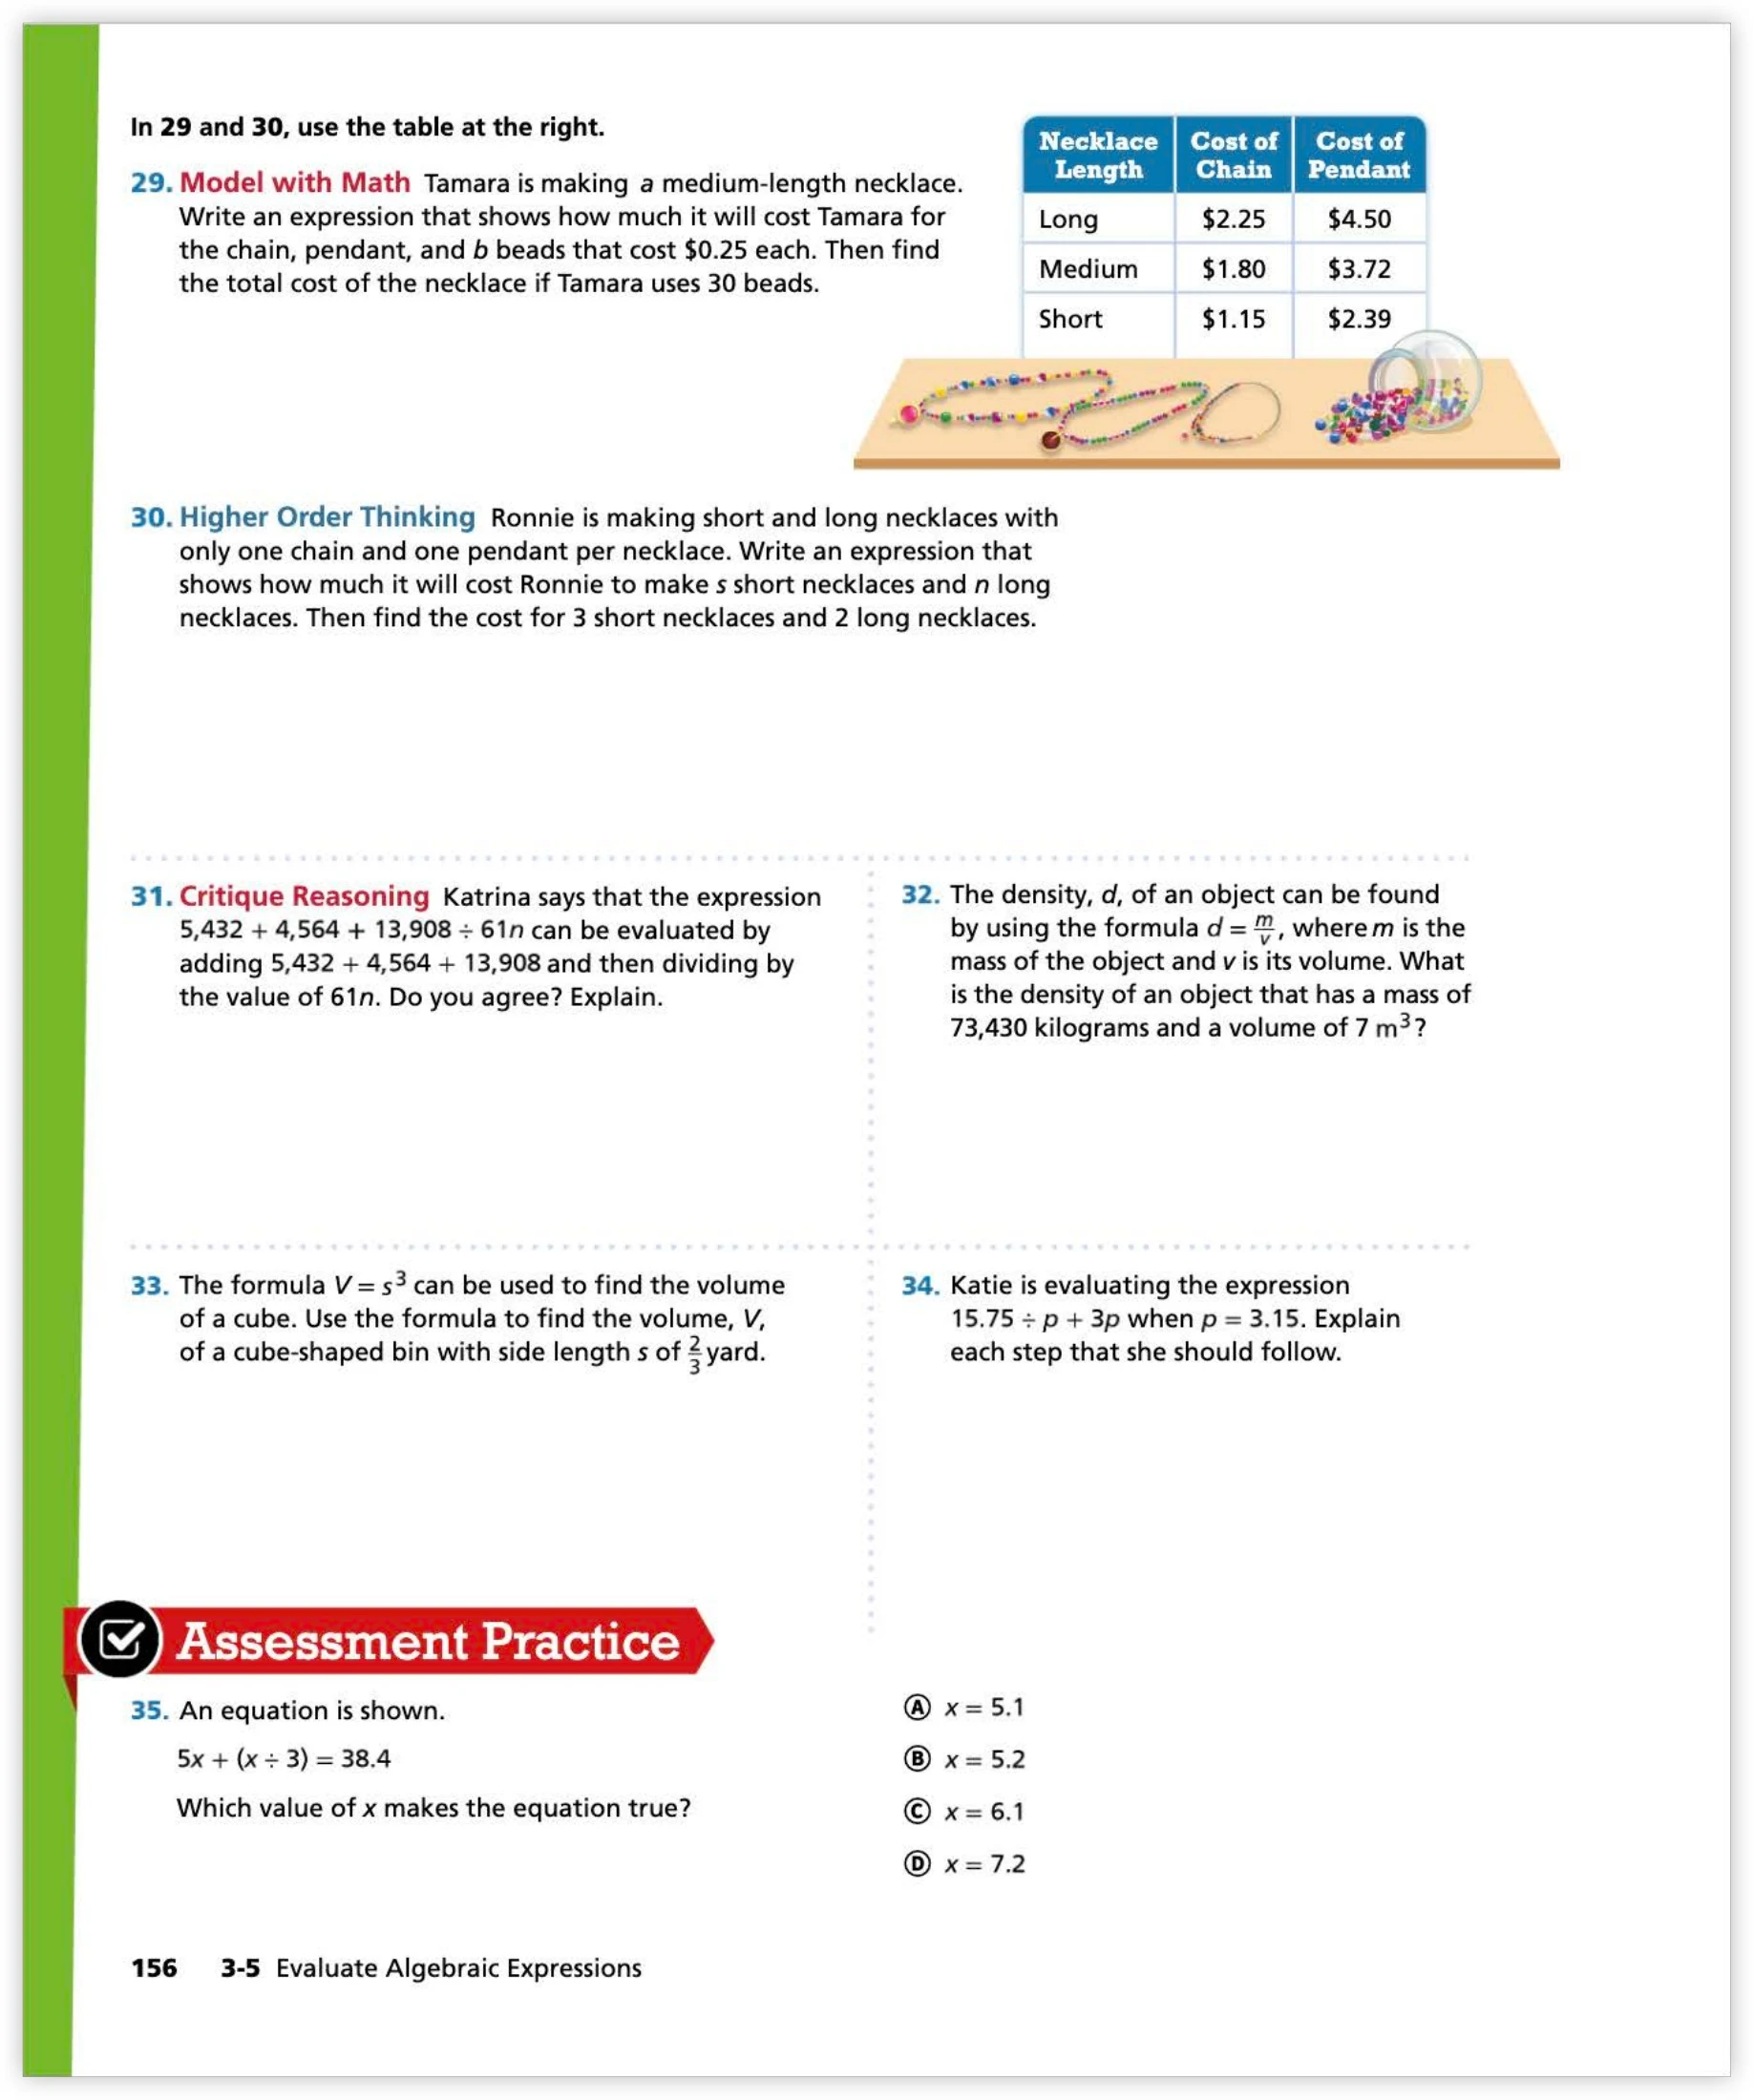 In 29 and 30, use the table at the right.
29. Model with Math Tamara is making a medium-length necklace.
Write an expression that shows how much it will cost Tamara for
the chain, pendant, and b beads that cost $0.25 each. Then find
the total cost of the necklace if Tamara uses 30 beads.
Necklace Length | Cost of Chain | Cost of Pendant
Long $2.25 $4.50
Medium $1.80 $3.72
Short $1.15 $2.39
30. Higher Order Thinking Ronnie is making short and long necklaces with
only one chain and one pendant per necklace. Write an expression that
shows how much it will cost Ronnie to make s short necklaces and n long
necklaces. Then find the cost for 3 short necklaces and 2 long necklaces.
31. Critique Reasoning Katrina says that the expression
5,432 + 4,564 + 13,908 ÷ 61n can be evaluated by
adding 5,432 + 4,564 + 13,908 and then dividing by
the value of 61n. Do you agree? Explain.
32. The density, d, of an object can be found
by using the formula d = m/v, where m is the
mass of the object and v is its volume. What
is the density of an object that has a mass of
73,430 kilograms and a volume of 7 m³?
33. The formula V = s³ can be used to find the volume
of a cube. Use the formula to find the volume, V,
of a cube-shaped bin with side length s of 2/3 yard.
34. Katie is evaluating the expression
15.75 ÷ p + 3p when p = 3.15. Explain
each step that she should follow.
Assessment Practice
35. An equation is shown.
5x + (x ÷ 3) = 38.4
Which value of x makes the equation true?
Ⓐ x = 5.1
Ⓑ x = 5.2
Ⓒ x = 6.1
Ⓓ x = 7.2
156 3-5 Evaluate Algebraic Expressions